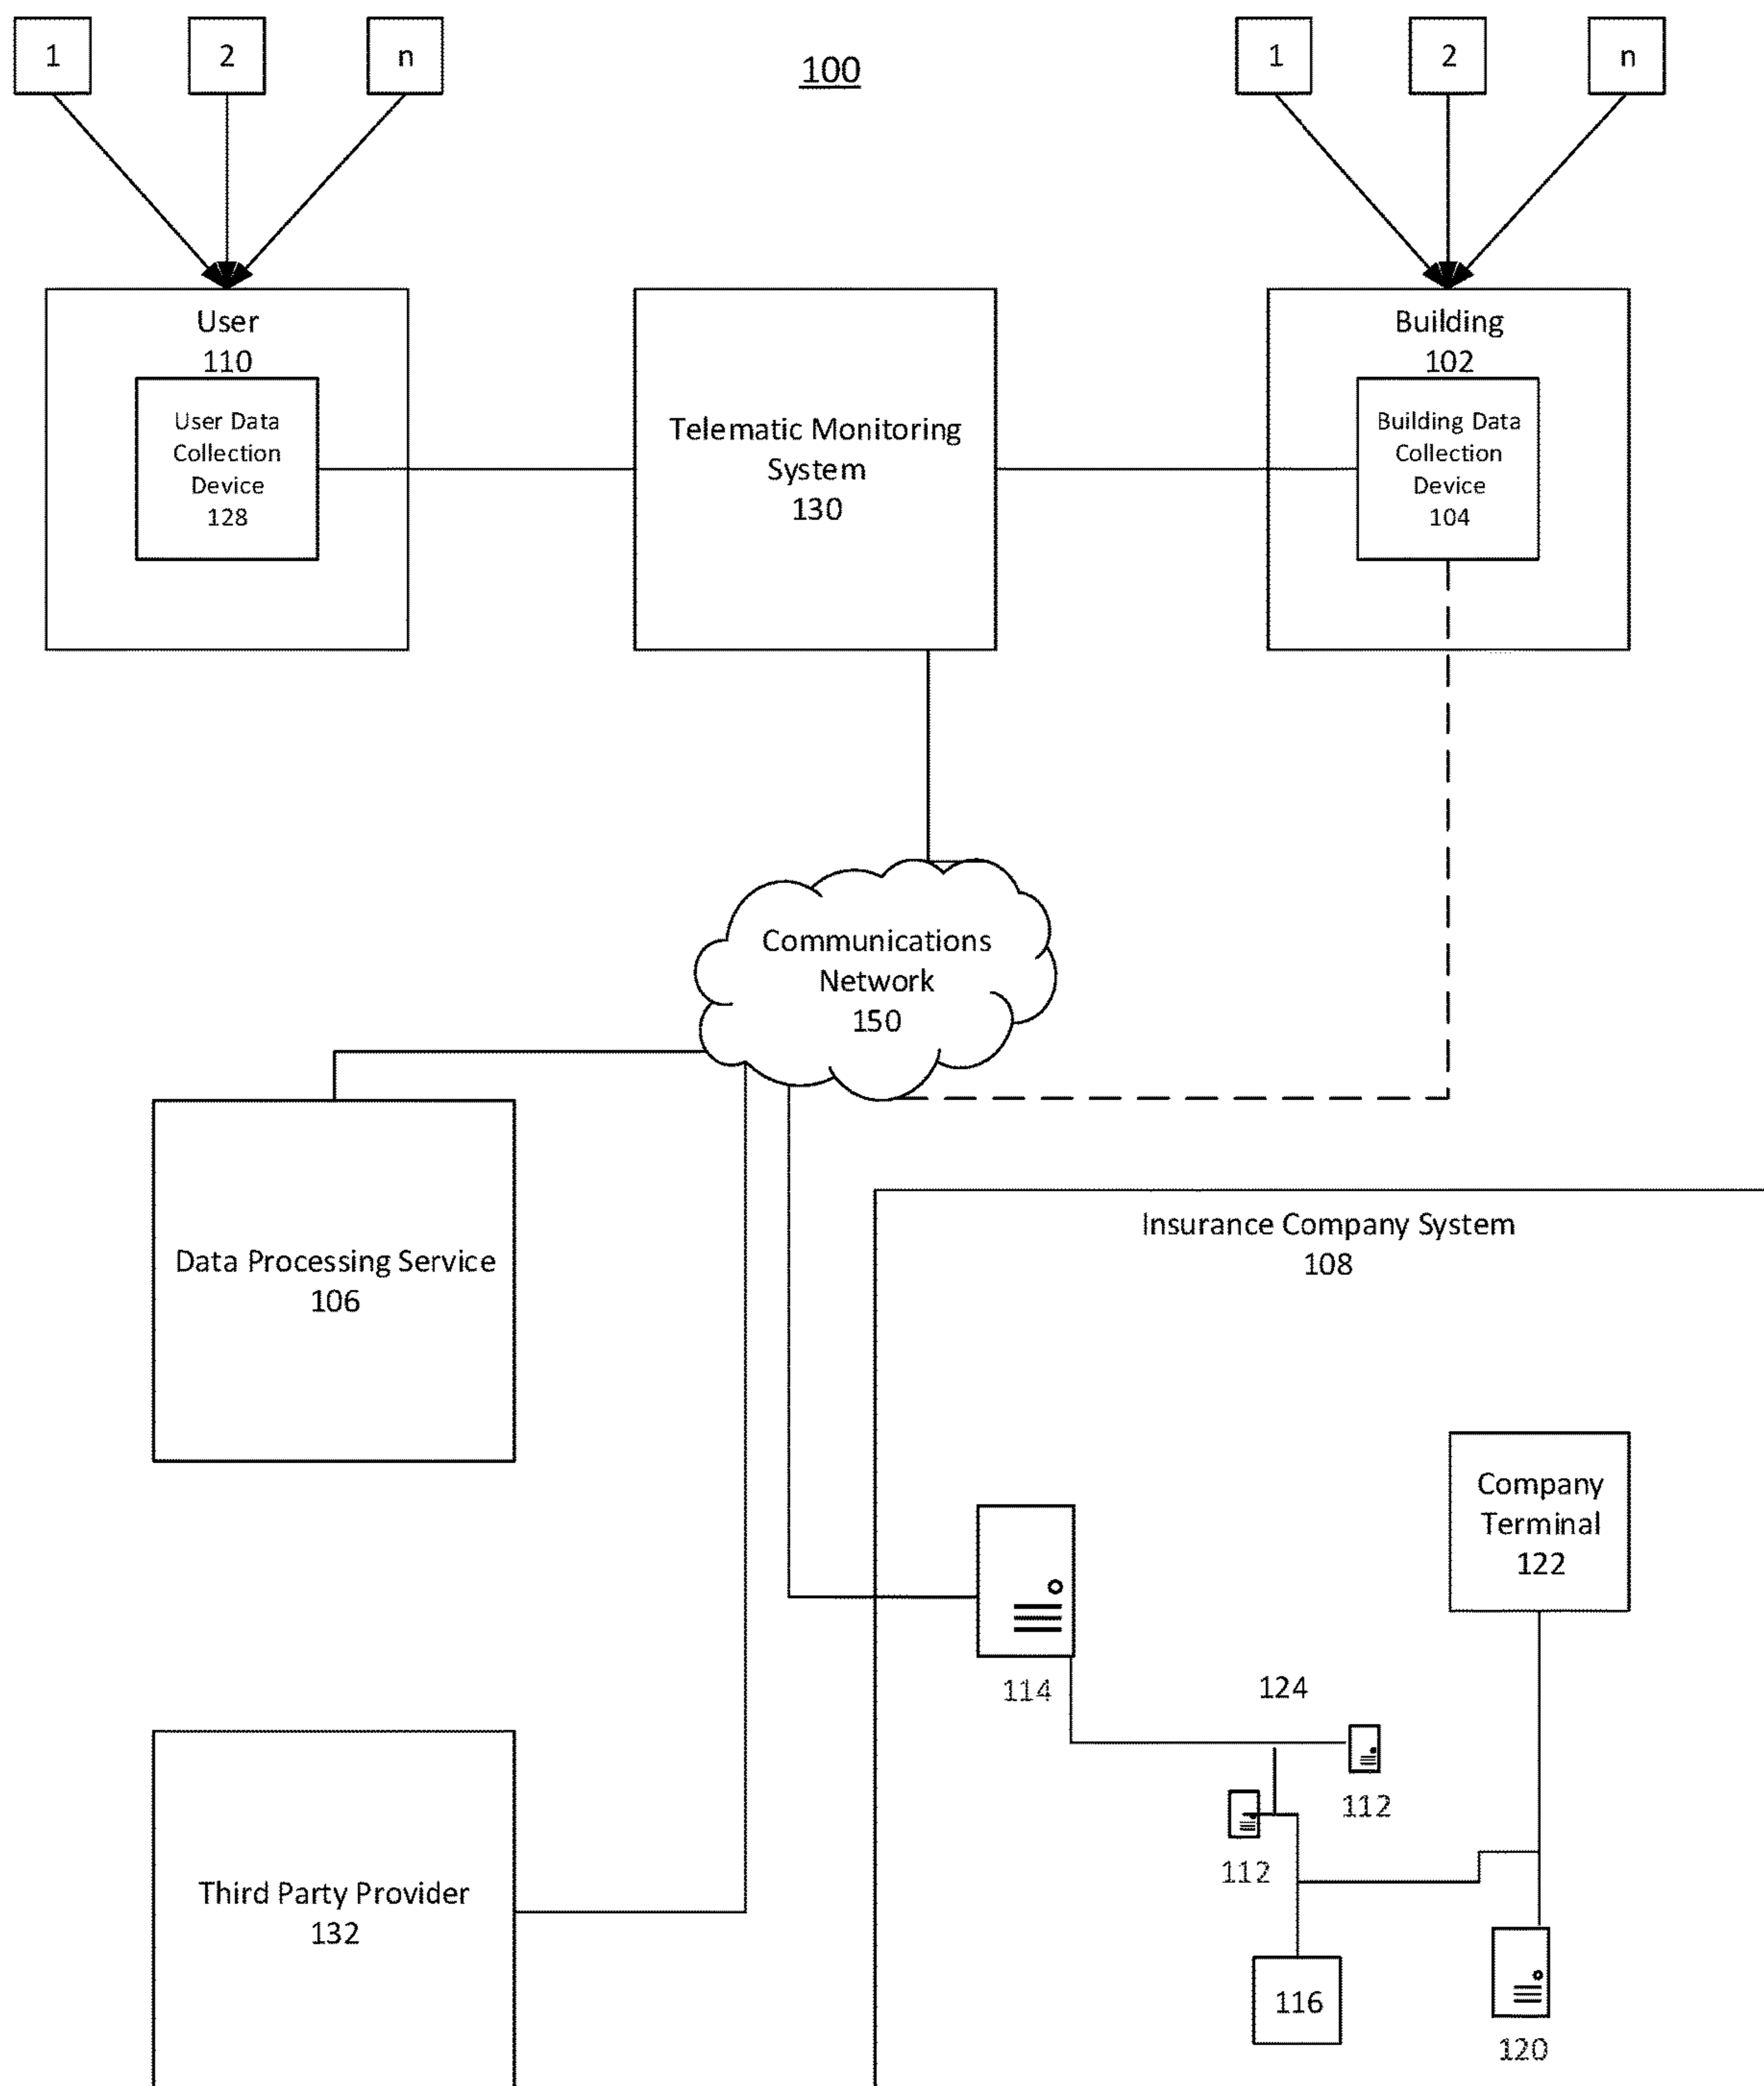 1
2
n
100
1
2
n
User
110
User Data
Collection
Device
128
Telematic Monitoring
System
130
Building
102
Building Data
Collection
Device
104
Communications
Network
150
Data Processing Service
106
Insurance Company System
108
Company
Terminal
122
114
124
112
112
Third Party Provider
132
116
120